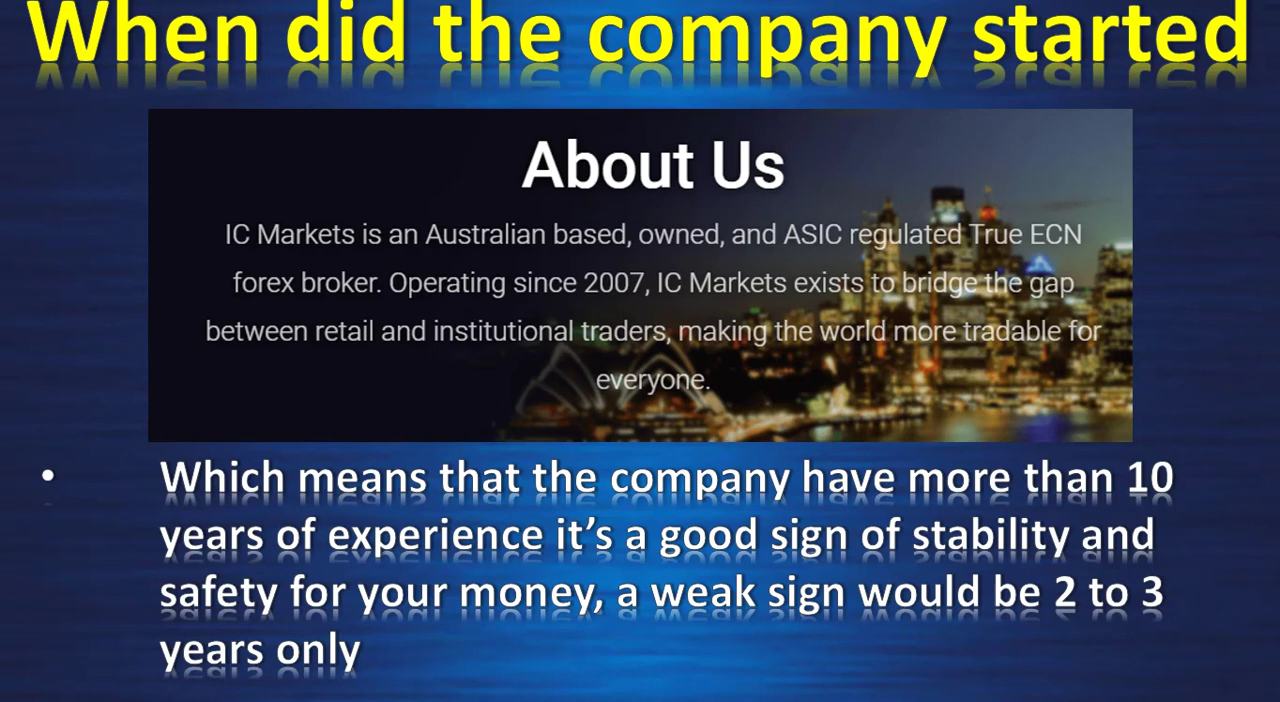 When did the company started
About Us
IC Markets is an Australian based, owned, and ASIC regulated True ECN
forex broker. Operating since 2007, IC Markets exists to bridge the gap
between retail and institutional traders, making the world more tradable for
everyone.
• Which means that the company have more than 10
years of experience it’s a good sign of stability and
safety for your money, a weak sign would be 2 to 3
years only